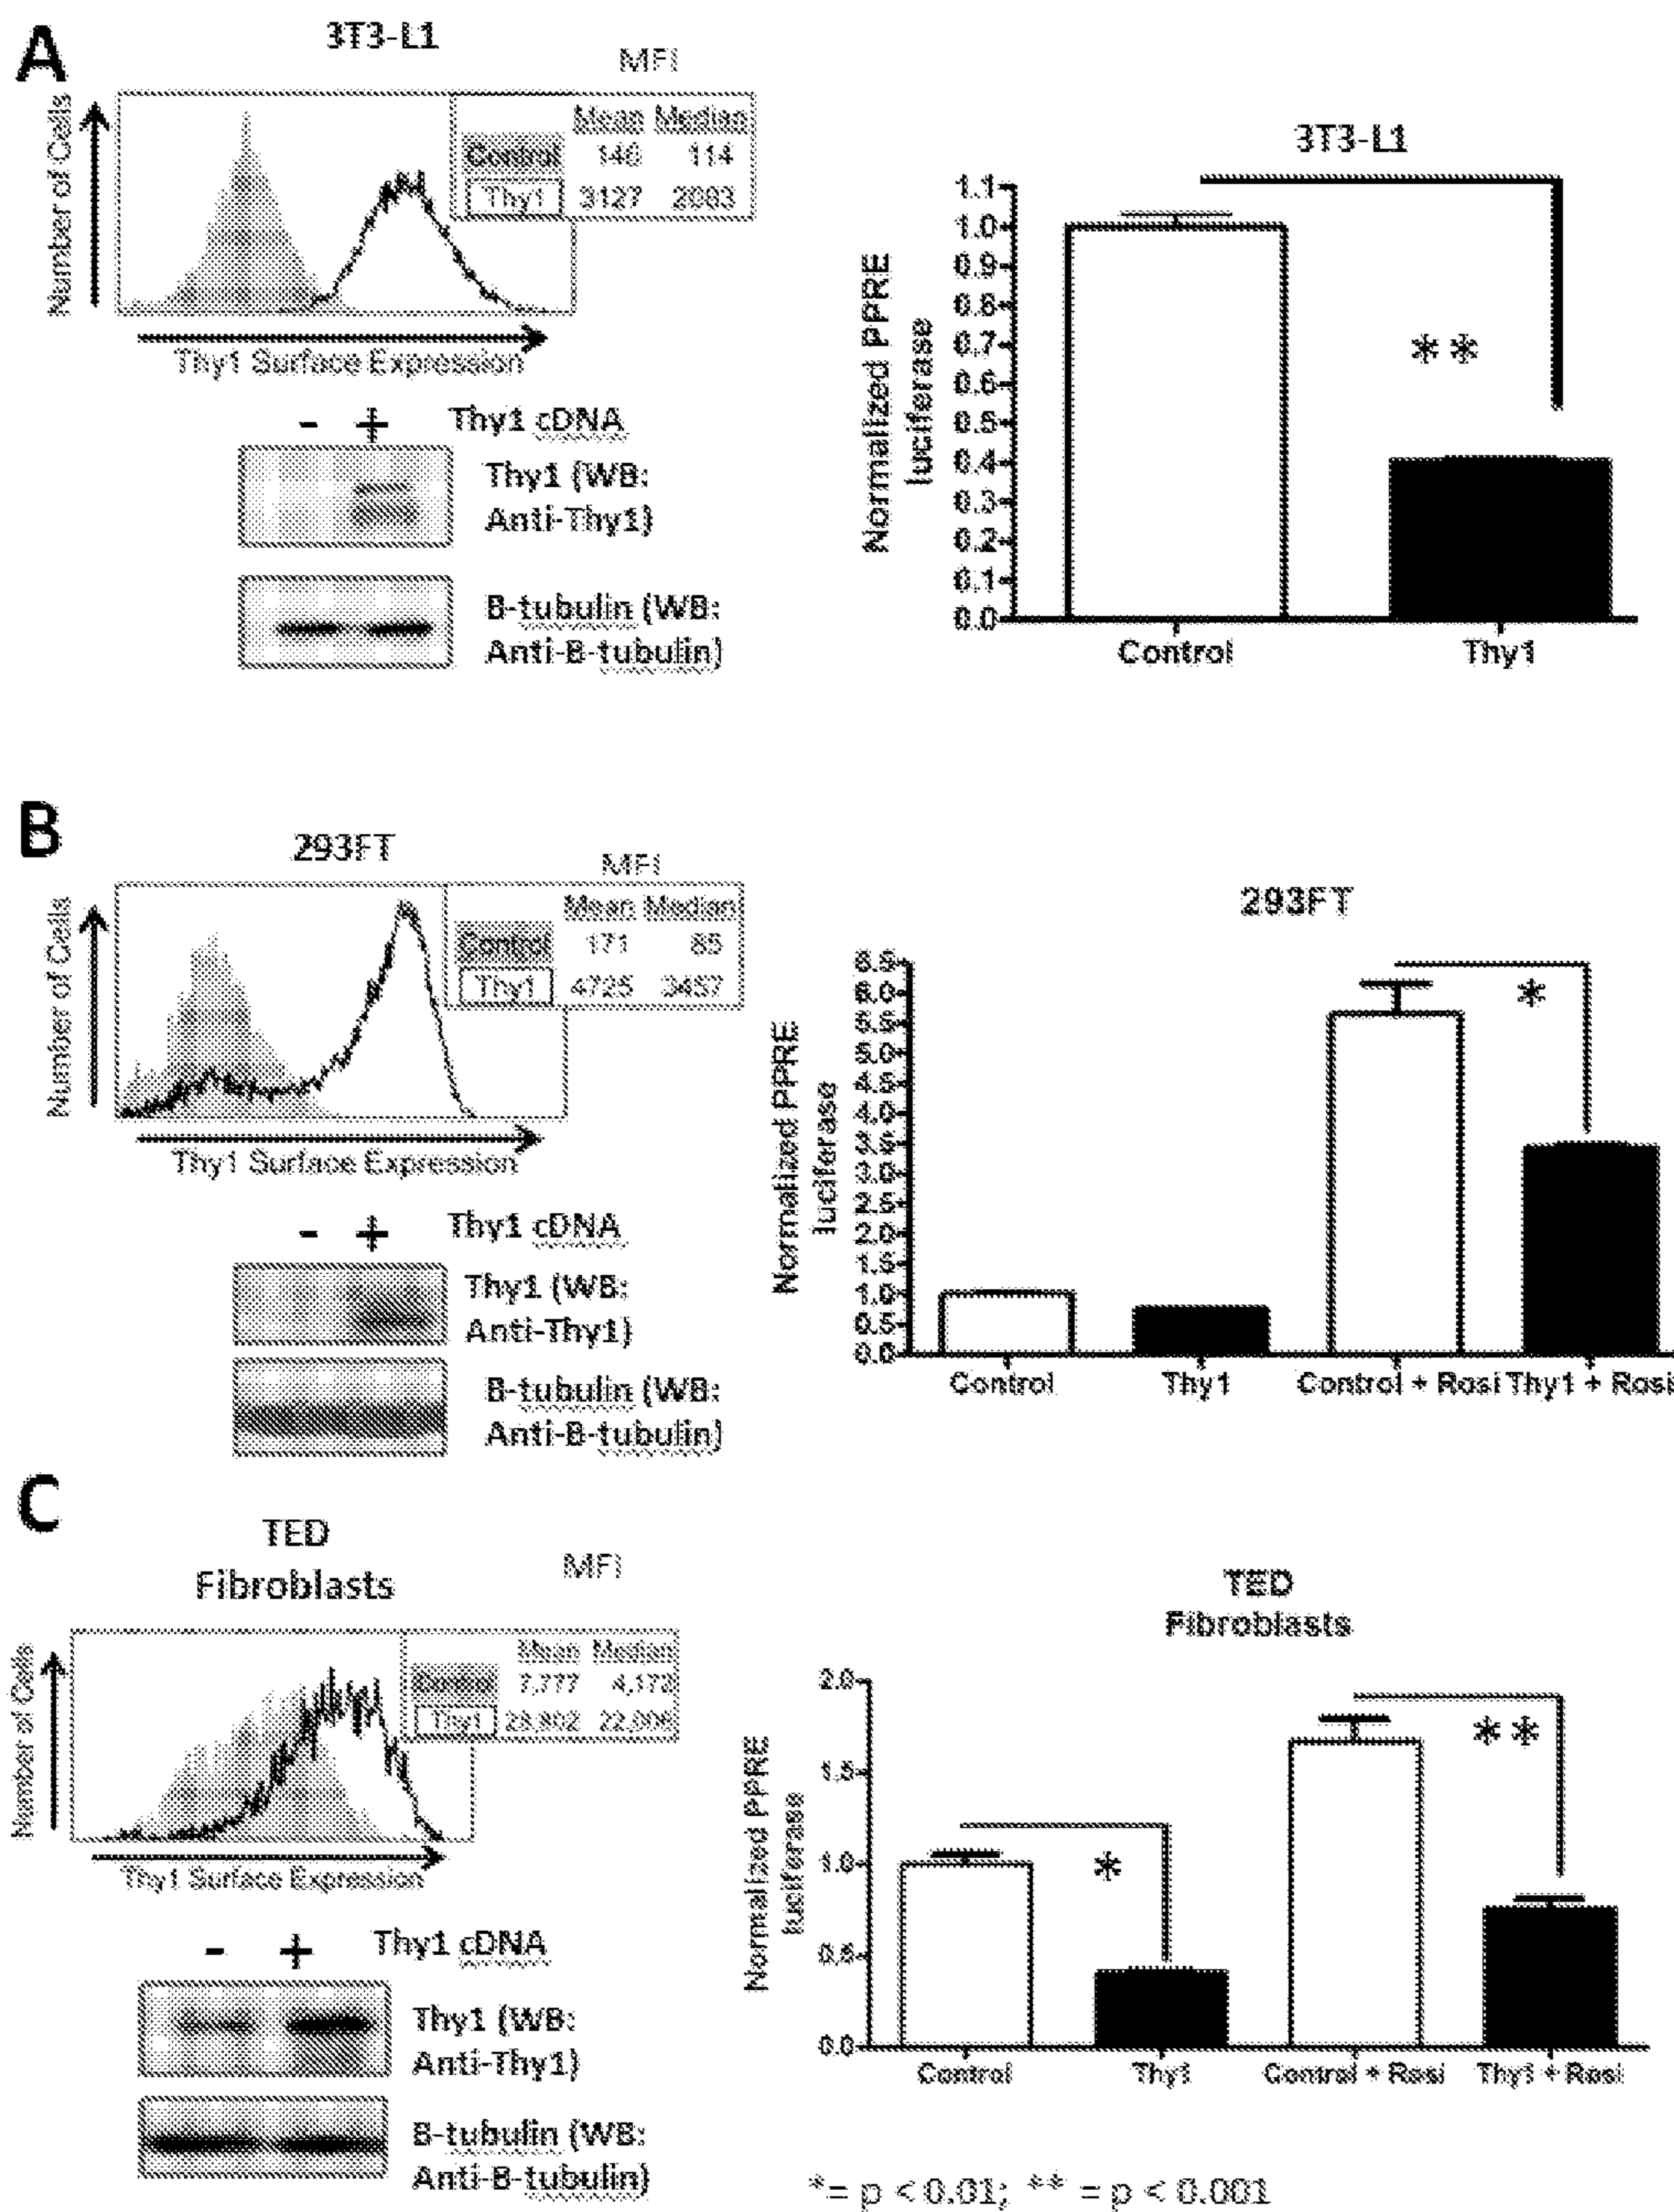 A
3T3-L1
MFI
Mean Median
Control 146 114
Thy1 3127
Number of Cells
Thy1 Surface Expression
- + Thy1 cDNA
Thy1 (WB:
Anti-Thy1)
B-tubulin (WB:
Anti-B-tubulin)
3T3-L1
Normalized PPRE
luciferase
1.1
1.0
0.9
0.8
0.7
0.6
0.5
0.4
0.3
0.2
0.1
0.0
**
Control Thy1
B
293FT
MFI
Mean Median
Control 171 85
Thy1 4725
Number of Cells
Thy1 Surface Expression
- + Thy1 cDNA
Thy1 (WB:
Anti-Thy1)
B-tubulin (WB:
Anti-B-tubulin)
293FT
Normalized PPRE
luciferase
6.5
6.0
5.5
5.0
4.5
4.0
3.5
3.0
2.5
2.0
1.5
1.0
0.5
0.0
*
Control Thy1 Control + Rosi Thy1 + Rosi
C
TED
Fibroblasts
MFI
Mean Median
Control 7,777 4,172
Thy1
Number of Cells
Thy1 Surface Expression
- + Thy1 cDNA
Thy1 (WB:
Anti-Thy1)
B-tubulin (WB:
Anti-B-tubulin)
TED
Fibroblasts
Normalized PPRE
luciferase
2.0
1.5
1.0
0.5
0.0
*
**
Control Thy1 Control + Rosi Thy1 + Rosi
*= p < 0.01; ** = p < 0.001